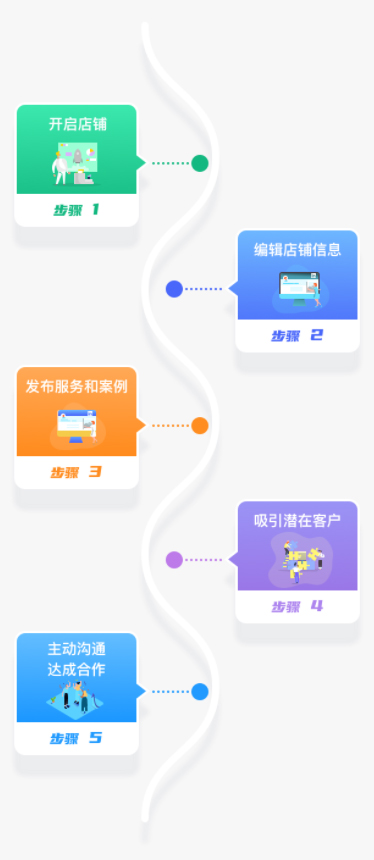 开启店铺
步骤 1
编辑店铺信息
步骤 2
发布服务和案例
步骤 3
吸引潜在客户
步骤 4
主动沟通
达成合作
步骤 5